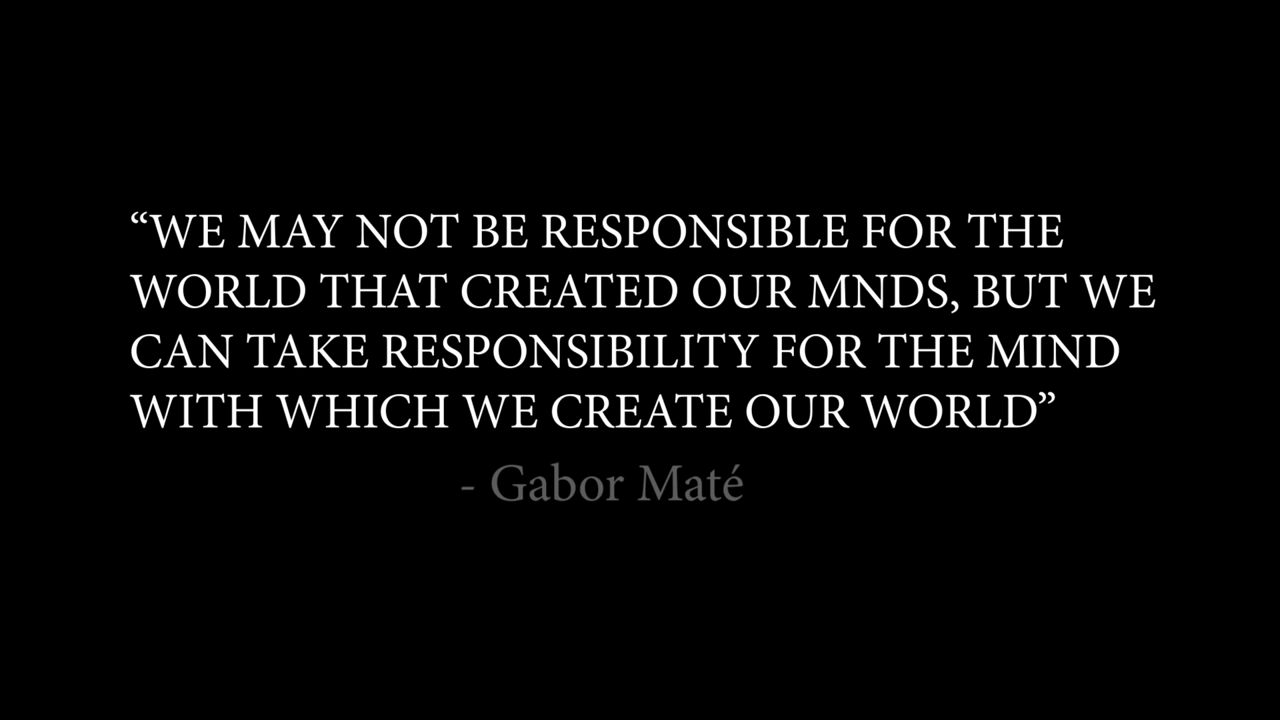 “WE MAY NOT BE RESPONSIBLE FOR THE
WORLD THAT CREATED OUR MNDS, BUT WE
CAN TAKE RESPONSIBILITY FOR THE MIND
WITH WHICH WE CREATE OUR WORLD”
- Gabor Maté